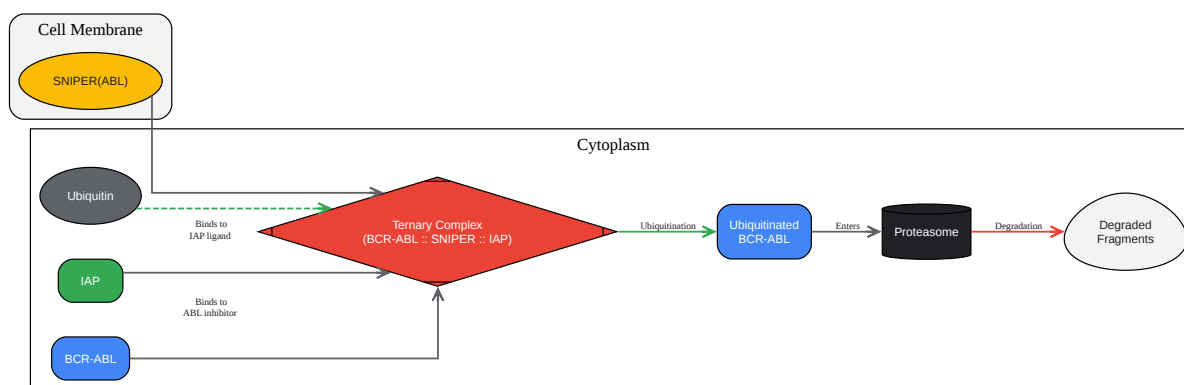 Cell Membrane
SNIPER(ABL)
Cytoplasm
Ubiquitin
Binds to
IAP ligand
Ternary Complex
(BCR-ABL :: SNIPER :: IAP)
Ubiquitination
Ubiquitinated
BCR-ABL
Enters
Proteasome
Degradation
Degraded
Fragments
IAP
Binds to
ABL inhibitor
BCR-ABL